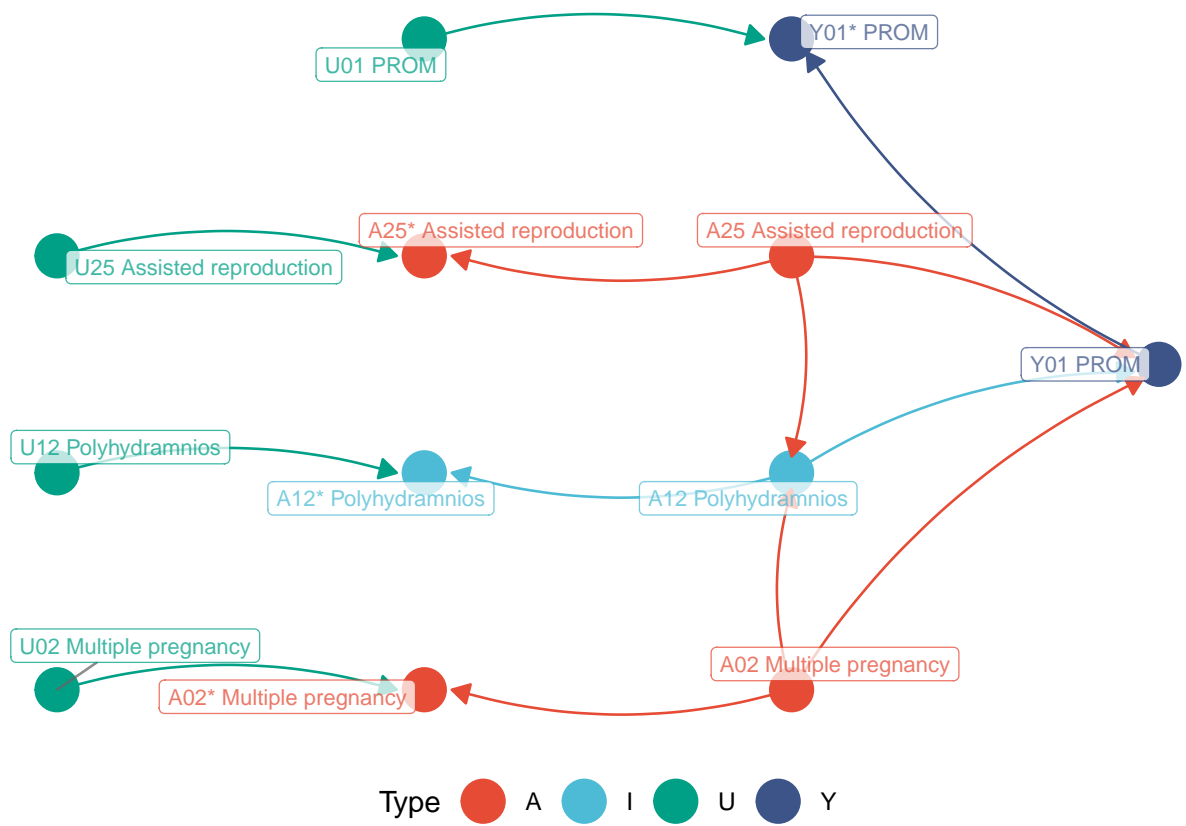 Y01* PROM
U01 PROM
A25* Assisted reproduction
A25 Assisted reproduction
U25 Assisted reproduction
Y01 PROM
U12 Polyhydramnios
A12* Polyhydramnios
A12 Polyhydramnios
U02 Multiple pregnancy
A02 Multiple pregnancy
A02* Multiple pregnancy
Type A I U Y